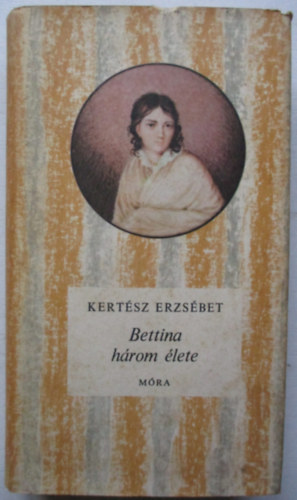 KERTÉSZ ERZSÉBET
Bettina
három élete
MÓRA